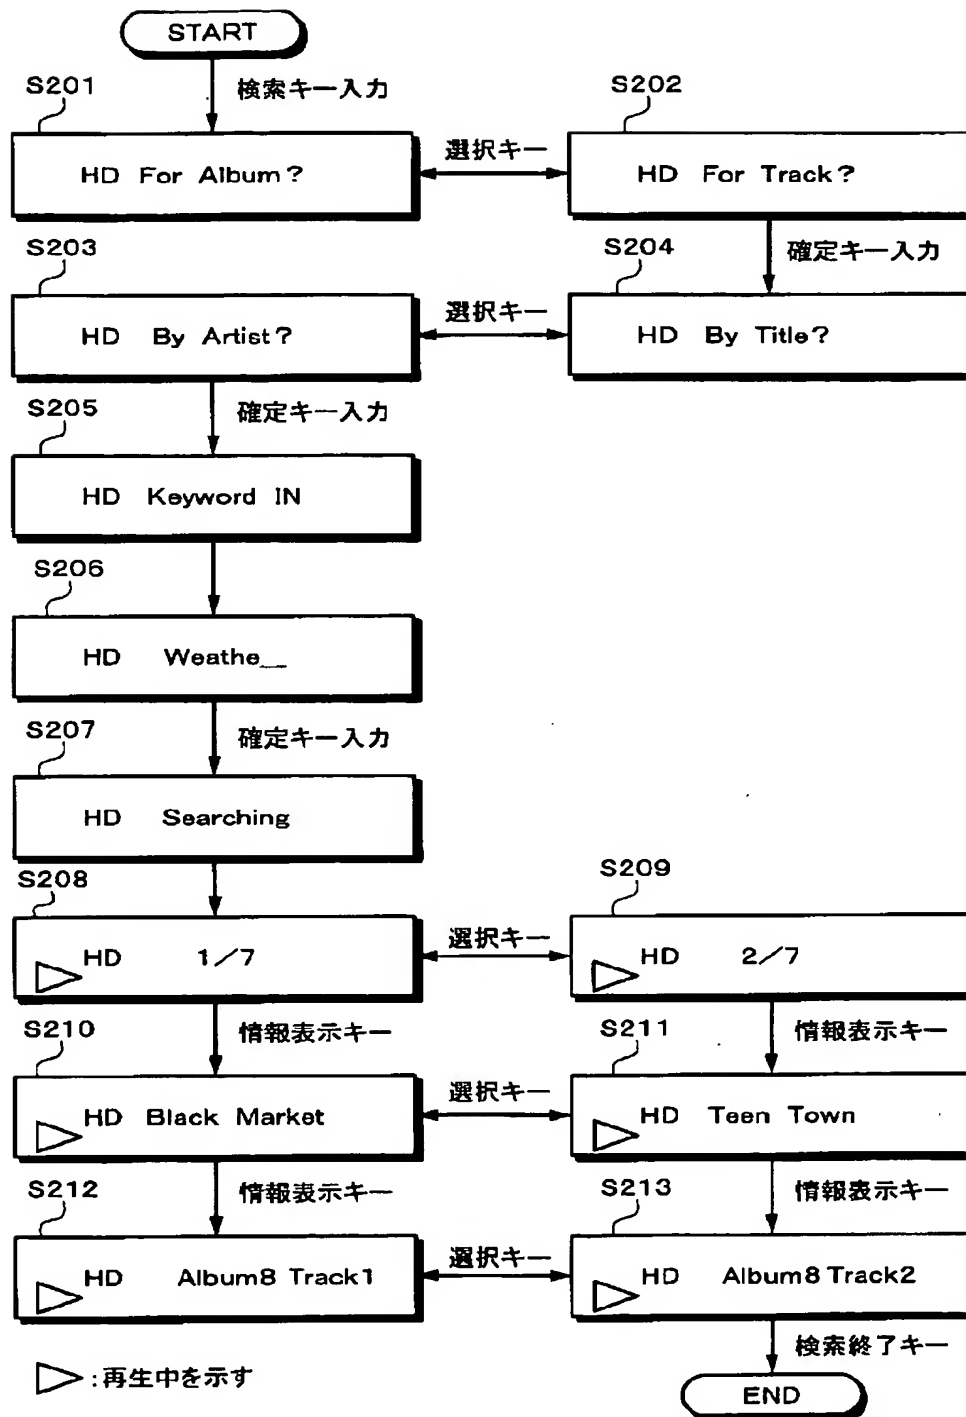 START
検索キー入力
S201
S202
HD For Album?
選択キー
HD For Track?
S203
S204
確定キー入力
HD By Artist?
選択キー
HD By Title?
S205
確定キー入力
HD Keyword IN
S206
HD Weathe_
S207
確定キー入力
HD Searching
S208
S209
HD 1/7
選択キー
HD 2/7
S210
情報表示キー
S211
情報表示キー
HD Black Market
選択キー
HD Teen Town
S212
情報表示キー
S213
情報表示キー
HD Album8 Track1
選択キー
HD Album8 Track2
検索終了キー
▷:再生中を示す
END